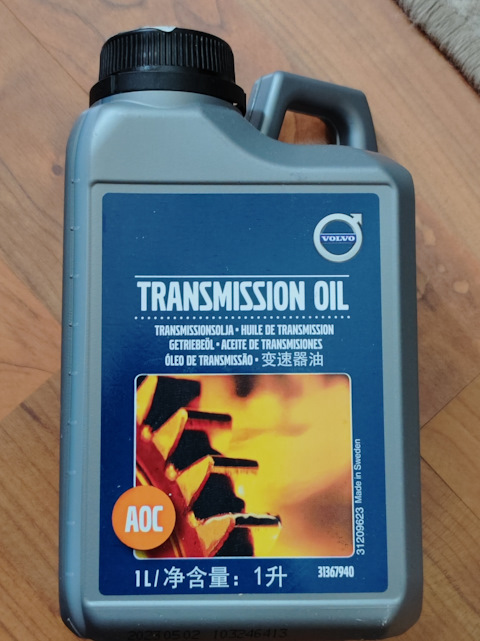 VOLVO
TRANSMISSION OIL
TRANSMISSIONSOLJA • HUILE DE TRANSMISSION
GETRIEBEÖL • ACEITE DE TRANSMISIONES
ÓLEO DE TRANSMISSÃO • 变速器油
31209623 Made in Sweden
AOC
1L/净含量：1升
31367940